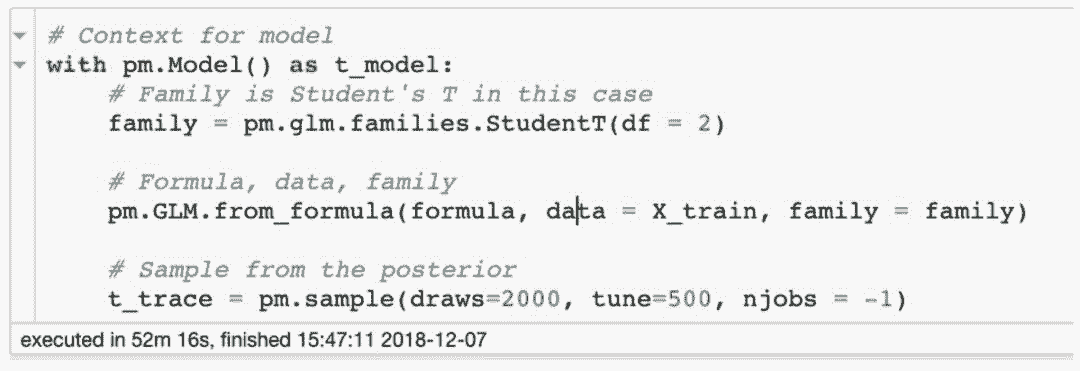 # Context for model
with pm.Model() as t_model:
# Family is Student's T in this case
family = pm.glm.families.StudentT(df = 2)
# Formula, data, family
pm.GLM.from_formula(formula, data = X_train, family = family)
# Sample from the posterior
t_trace = pm.sample(draws=2000, tune=500, njobs = -1)
executed in 52m 16s, finished 15:47:11 2018-12-07